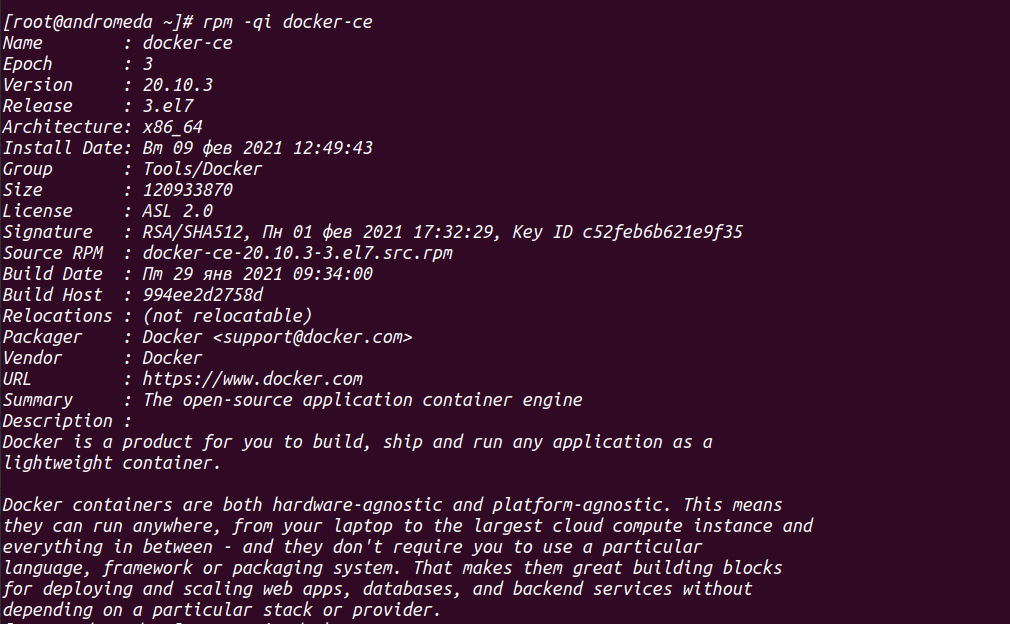 [root@andromeda ~]# rpm -qi docker-ce
Name        : docker-ce
Epoch       : 3
Version     : 20.10.3
Release     : 3.el7
Architecture: x86_64
Install Date: Вт 09 фев 2021 12:49:43
Group       : Tools/Docker
Size        : 120933870
License     : ASL 2.0
Signature   : RSA/SHA512, Пн 01 фев 2021 17:32:29, Key ID c52feb6b621e9f35
Source RPM  : docker-ce-20.10.3-3.el7.src.rpm
Build Date  : Пт 29 янв 2021 09:34:00
Build Host  : 994ee2d2758d
Relocations : (not relocatable)
Packager    : Docker <support@docker.com>
Vendor      : Docker
URL         : https://www.docker.com
Summary     : The open-source application container engine
Description :
Docker is a product for you to build, ship and run any application as a
lightweight container.

Docker containers are both hardware-agnostic and platform-agnostic. This means
they can run anywhere, from your laptop to the largest cloud compute instance and
everything in between - and they don't require you to use a particular
language, framework or packaging system. That makes them great building blocks
for deploying and scaling web apps, databases, and backend services without
depending on a particular stack or provider.